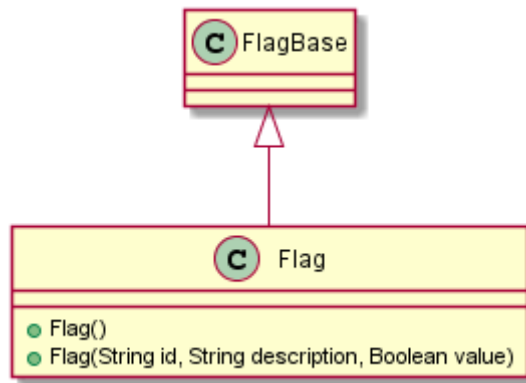 C FlagBase
C Flag
Flag()
Flag(String id, String description, Boolean value)